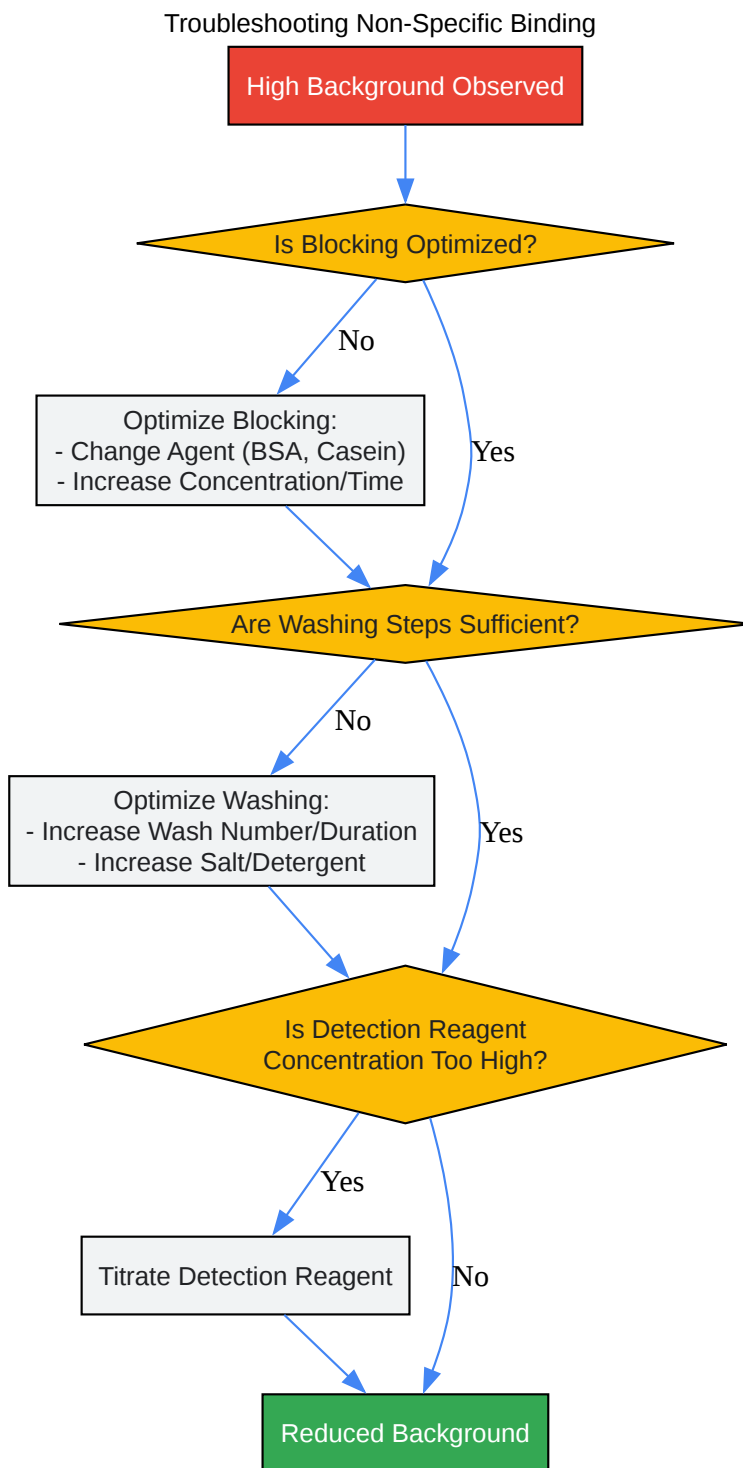 Troubleshooting Non-Specific Binding
High Background Observed
Is Blocking Optimized?
No
Optimize Blocking:
- Change Agent (BSA, Casein)
- Increase Concentration/Time
Yes
Are Washing Steps Sufficient?
No
Optimize Washing:
- Increase Wash Number/Duration
- Increase Salt/Detergent
Yes
Is Detection Reagent
Concentration Too High?
Yes
Titrate Detection Reagent
No
Reduced Background